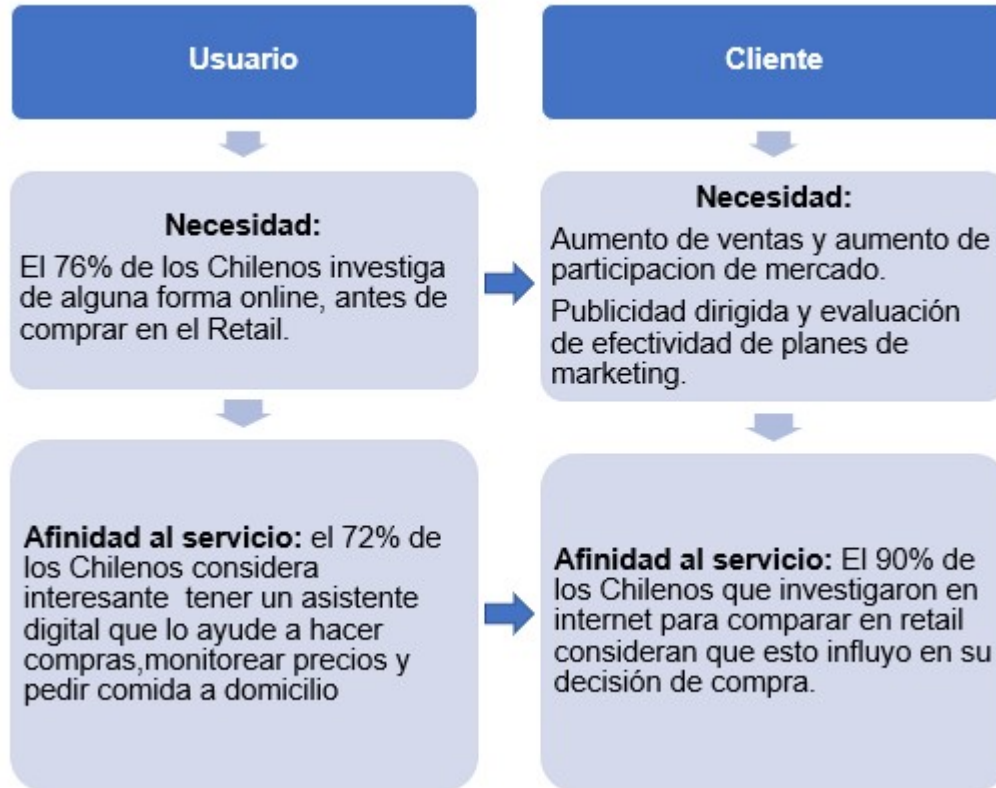 Usuario
Cliente
Necesidad:
El 76% de los Chilenos investiga
de alguna forma online, antes de
comprar en el Retail.
Necesidad:
Aumento de ventas y aumento de
participacion de mercado.
Publicidad dirigida y evaluación
de efectividad de planes de
marketing.
Afinidad al servicio: el 72% de
los Chilenos considera
interesante tener un asistente
digital que lo ayude a hacer
compras,monitorear precios y
pedir comida a domicilio
Afinidad al servicio: El 90% de
los Chilenos que investigaron en
internet para comparar en retail
consideran que esto influyo en su
decisión de compra.